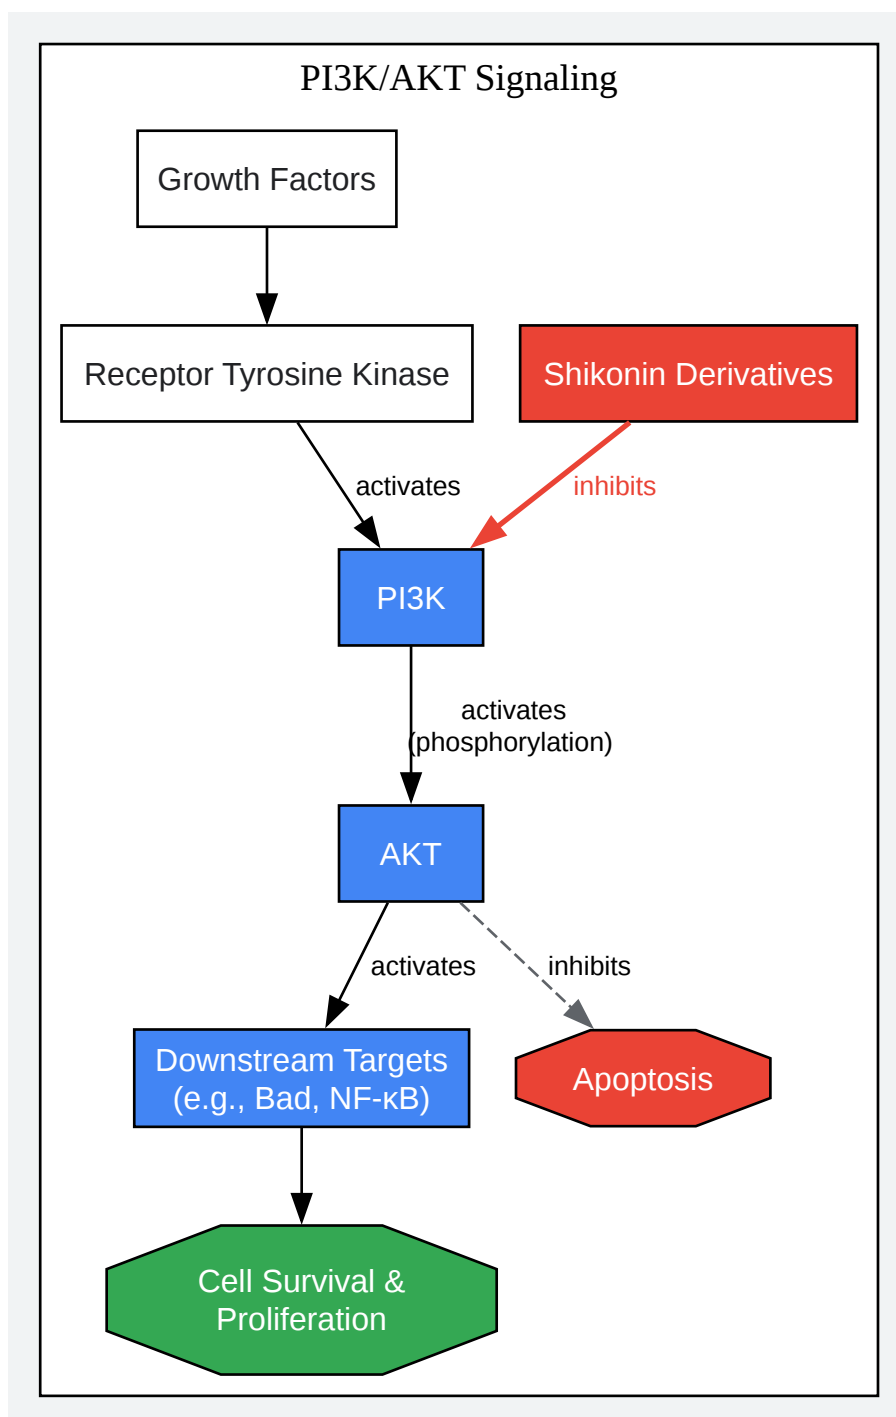 PI3K/AKT Signaling
Growth Factors
Receptor Tyrosine Kinase
Shikonin Derivatives
activates
inhibits
PI3K
activates
(phosphorylation)
AKT
activates
inhibits
Downstream Targets
(e.g., Bad, NF-κB)
Apoptosis
Cell Survival &
Proliferation